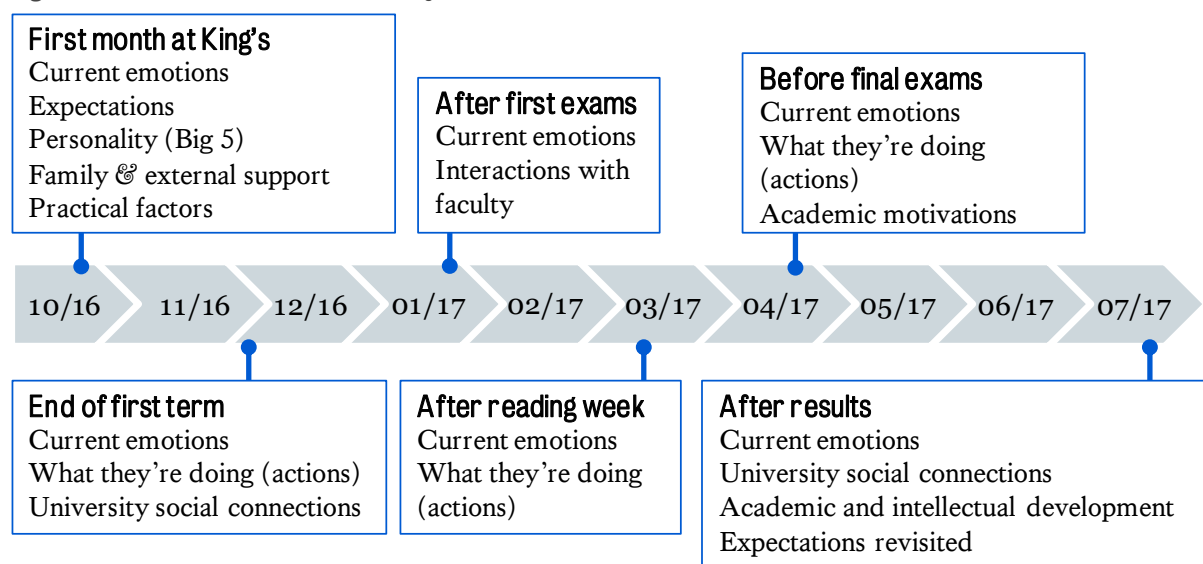 First month at King's
Current emotions
Expectations
Personality (Big 5)
Family & external support
Practical factors
After first exams
Current emotions
Interactions with
faculty
Before final exams
Current emotions
What they're doing
(actions)
Academic motivations
10/16
11/16
12/16
01/17
02/17
03/17
04/17
05/17
06/17
07/17
End of first term
Current emotions
What they're doing (actions)
University social connections
After reading week
Current emotions
What they're doing
(actions)
After results
Current emotions
University social connections
Academic and intellectual development
Expectations revisited